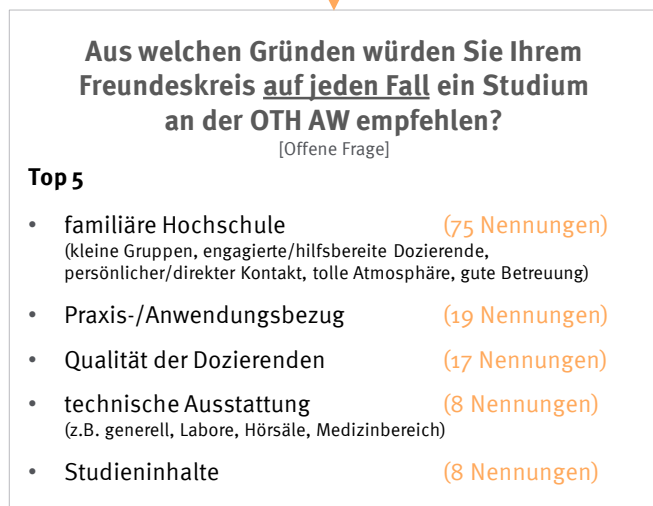 Aus welchen Gründen würden Sie Ihrem
Freundeskreis auf jeden Fall ein Studium
an der OTH AW empfehlen?
[Offene Frage]
Top 5
• familiäre Hochschule (75 Nennungen)
(kleine Gruppen, engagierte/hilfsbereite Dozierende,
persönlicher/direkter Kontakt, tolle Atmosphäre, gute Betreuung)
• Praxis-/Anwendungsbezug (19 Nennungen)
• Qualität der Dozierenden (17 Nennungen)
• technische Ausstattung (8 Nennungen)
(z.B. generell, Labore, Hörsäle, Medizinbereich)
• Studieninhalte (8 Nennungen)